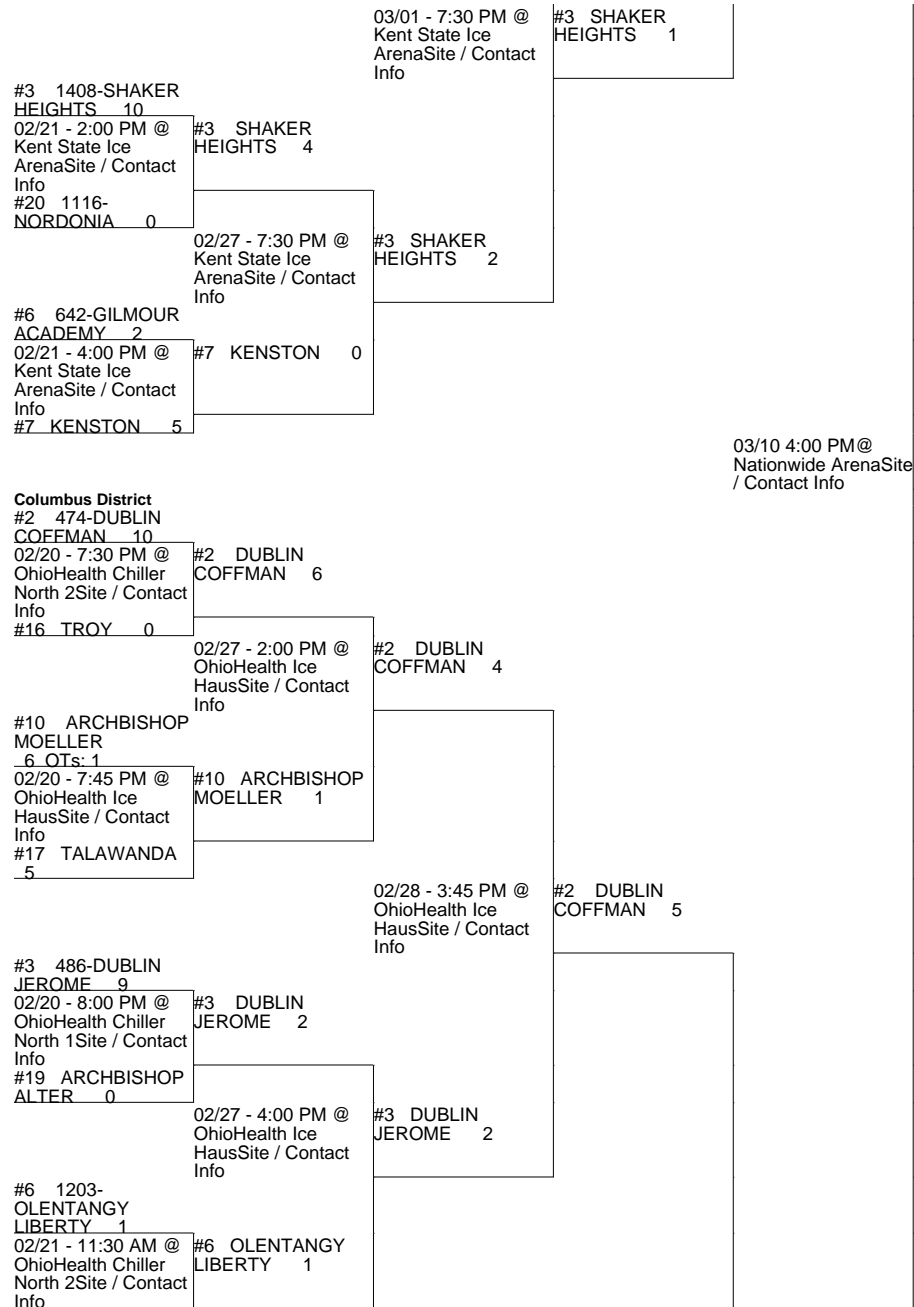 03/01 - 7:30 PM @
Kent State Ice
ArenaSite / Contact
Info
#3 SHAKER
HEIGHTS 1
#3 1408-SHAKER
HEIGHTS 10
02/21 - 2:00 PM @
Kent State Ice
ArenaSite / Contact
Info
#20 1116-
NORDONIA 0
#3 SHAKER
HEIGHTS 4
02/27 - 7:30 PM @
Kent State Ice
ArenaSite / Contact
Info
#3 SHAKER
HEIGHTS 2
#6 642-GILMOUR
ACADEMY 2
02/21 - 4:00 PM @
Kent State Ice
ArenaSite / Contact
Info
#7 KENSTON 5
#7 KENSTON 0
03/10 4:00 PM@
Nationwide ArenaSite
/ Contact Info
Columbus District
#2 474-DUBLIN
COFFMAN 10
02/20 - 7:30 PM @
OhioHealth Chiller
North 2Site / Contact
Info
#16 TROY 0
#2 DUBLIN
COFFMAN 6
02/27 - 2:00 PM @
OhioHealth Ice
HausSite / Contact
Info
#2 DUBLIN
COFFMAN 4
#10 ARCHBISHOP
MOELLER
6 OTs: 1
02/20 - 7:45 PM @
OhioHealth Ice
HausSite / Contact
Info
#17 TALAWANDA
5
#10 ARCHBISHOP
MOELLER 1
02/28 - 3:45 PM @
OhioHealth Ice
HausSite / Contact
Info
#2 DUBLIN
COFFMAN 5
#3 486-DUBLIN
JEROME 9
02/20 - 8:00 PM @
OhioHealth Chiller
North 1Site / Contact
Info
#19 ARCHBISHOP
ALTER 0
#3 DUBLIN
JEROME 2
02/27 - 4:00 PM @
OhioHealth Ice
HausSite / Contact
Info
#3 DUBLIN
JEROME 2
#6 1203-
OLENTANGY
LIBERTY 1
02/21 - 11:30 AM @
OhioHealth Chiller
North 2Site / Contact
Info
#6 OLENTANGY
LIBERTY 1